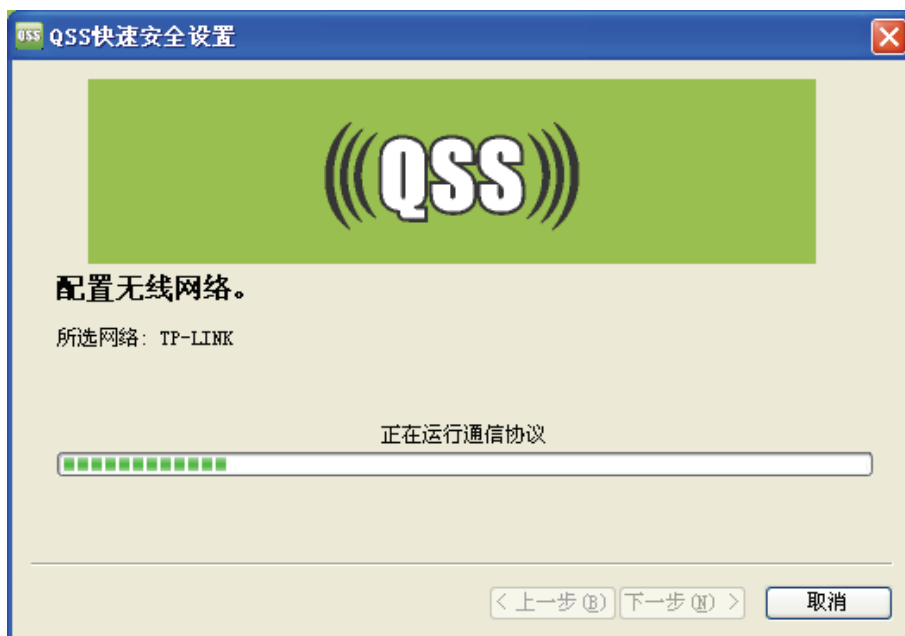 QSS QSS快速安全设置
(((QSS)))
配置无线网络。
所选网络: TP-LINK
正在运行通信协议
< 上一步(B) 下一步(N) > 取消